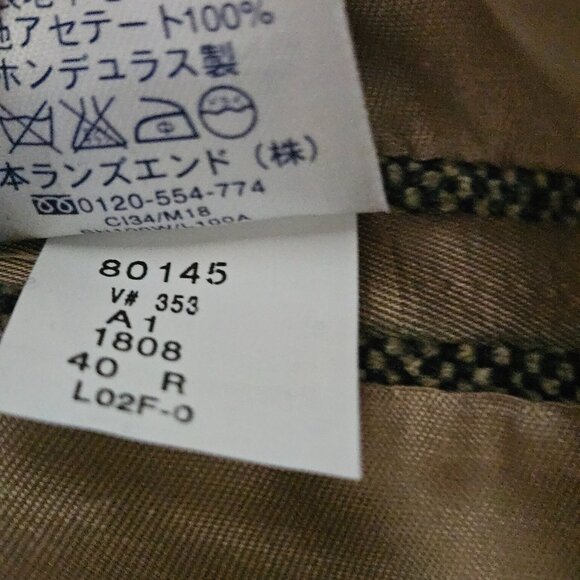 アセテート100%
ホンデュラス製
本ランズエンド（株）
0120-554-774
CI34/M18
80145
V# 353
A1
1808
40 R
L02F-0